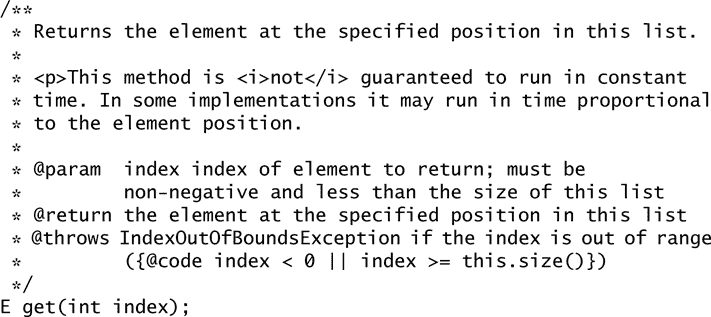 /**
 * Returns the element at the specified position in this list.
 *
 * <p>This method is <i>not</i> guaranteed to run in constant
 * time. In some implementations it may run in time proportional
 * to the element position.
 *
 * @param  index index of element to return; must be
 *         non-negative and less than the size of this list
 * @return the element at the specified position in this list
 * @throws IndexOutOfBoundsException if the index is out of range
 *         ({@code index < 0 || index >= this.size()})
 */
E get(int index);